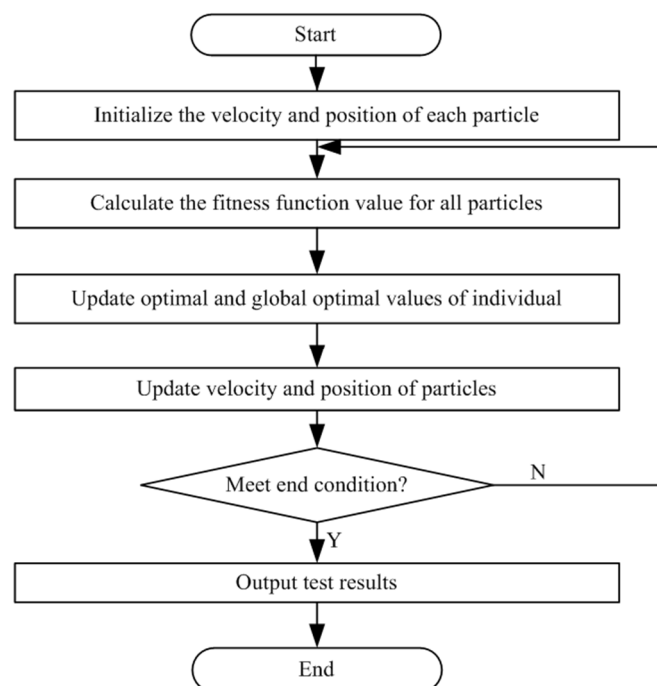 Start
Initialize the velocity and position of each particle
Calculate the fitness function value for all particles
Update optimal and global optimal values of individual
Update velocity and position of particles
Meet end condition?
N
Y
Output test results
End